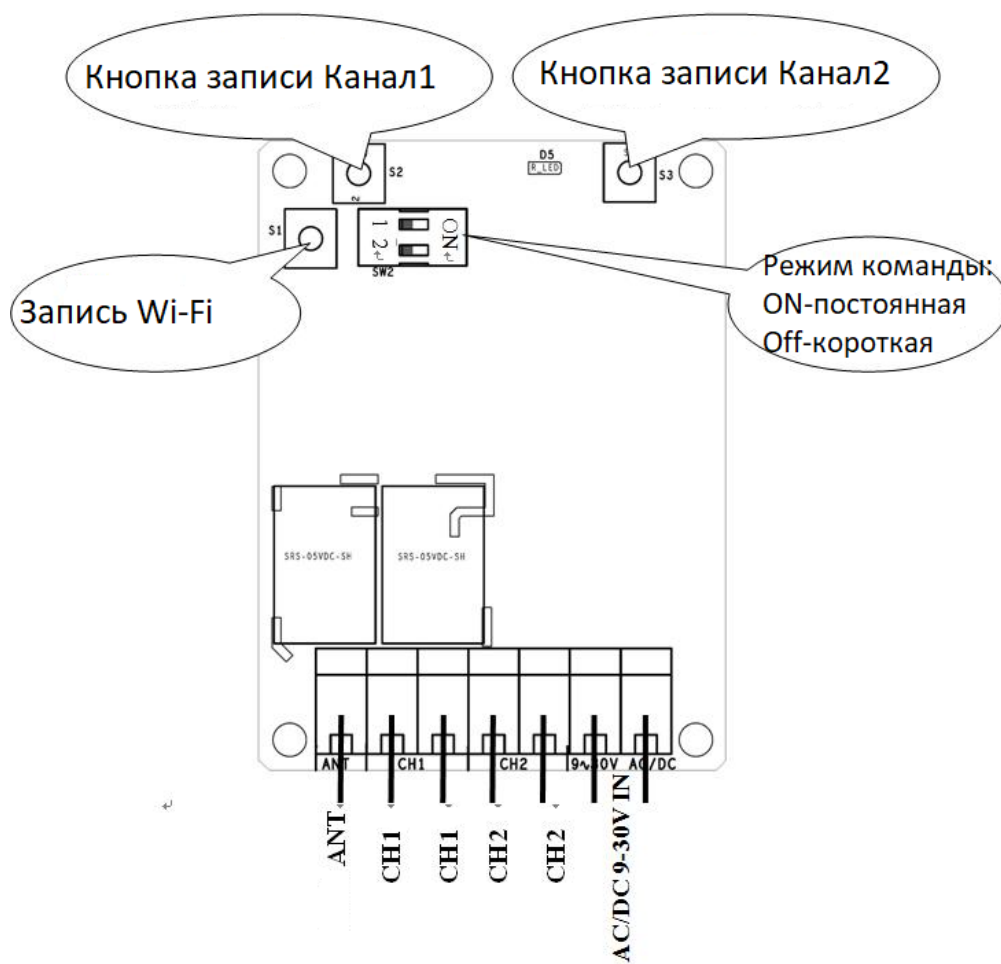 Кнопка записи Канал1
Кнопка записи Канал2
S2
D5
R_LED
S3
S1
2
1
2
ON
SW2
Запись Wi-Fi
Режим команды:
ON-постоянная
Off-короткая
SRS-05VDC-SH
SRS-05VDC-SH
ANT
CH1
CH2
9~30V AC/DC
ANT
CH1
CH1
CH2
CH2
AC/DC 9-30V IN